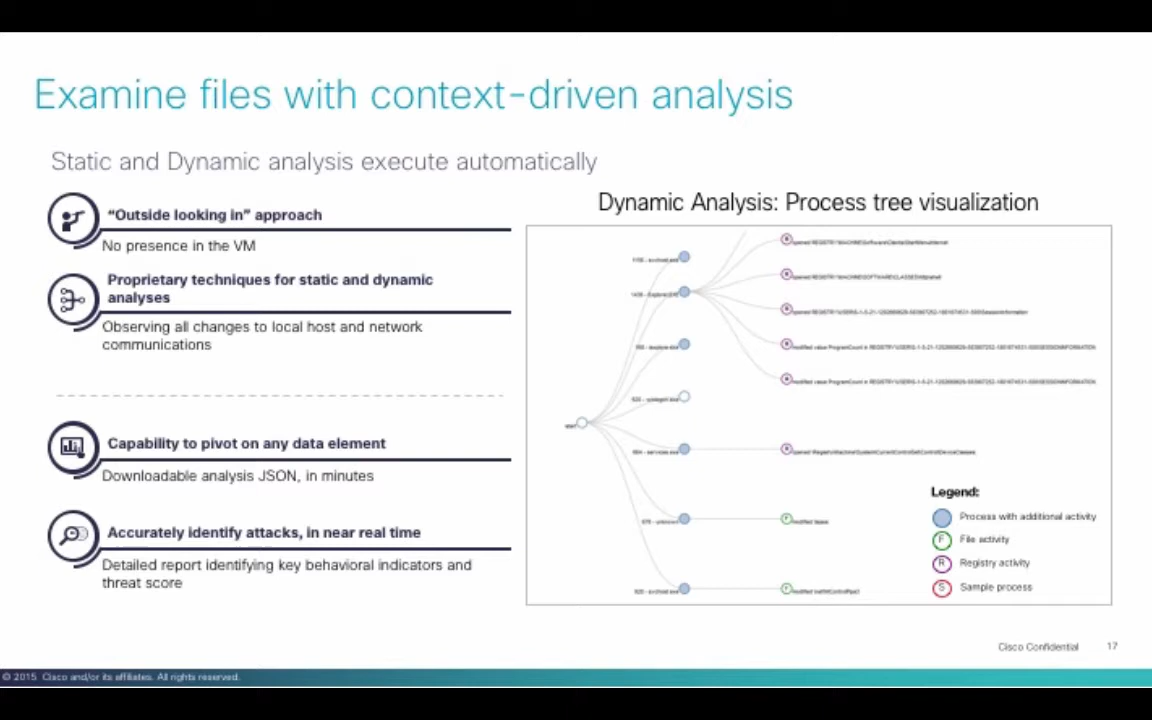 Examine files with context-driven analysis
Static and Dynamic analysis execute automatically
“Outside looking in” approach
No presence in the VM
Proprietary techniques for static and dynamic
analyses
Observing all changes to local host and network
communications
Capability to pivot on any data element
Downloadable analysis JSON, in minutes
Accurately identify attacks, in near real time
Detailed report identifying key behavioral indicators and
threat score
Dynamic Analysis: Process tree visualization
start
R
R
R
R
R
R
F
F
Legend:
Process with additional activity
F File activity
R Registry activity
S Sample process
Cisco Confidential 17
© 2015 Cisco and/or its affiliates. All rights reserved.